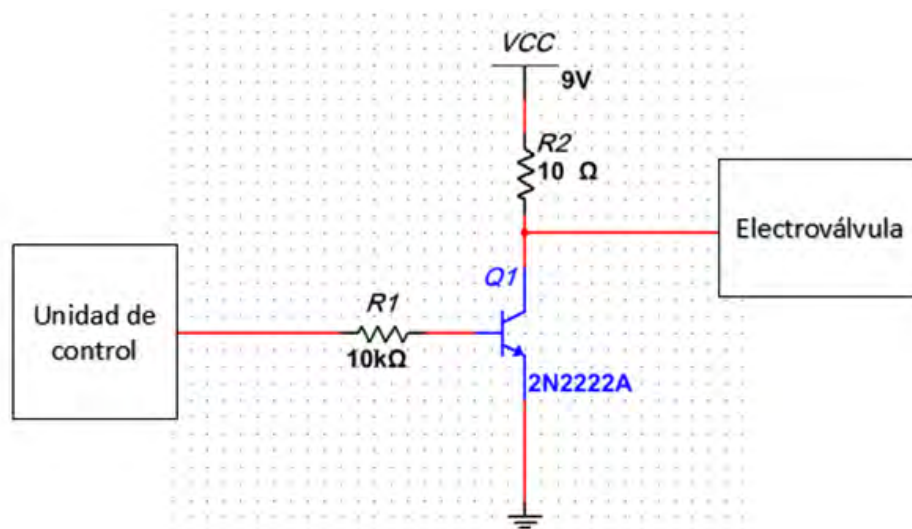 VCC
9V
R2
10 Ω
Electroválvula
Q1
Unidad de
control
R1
10kΩ
2N2222A